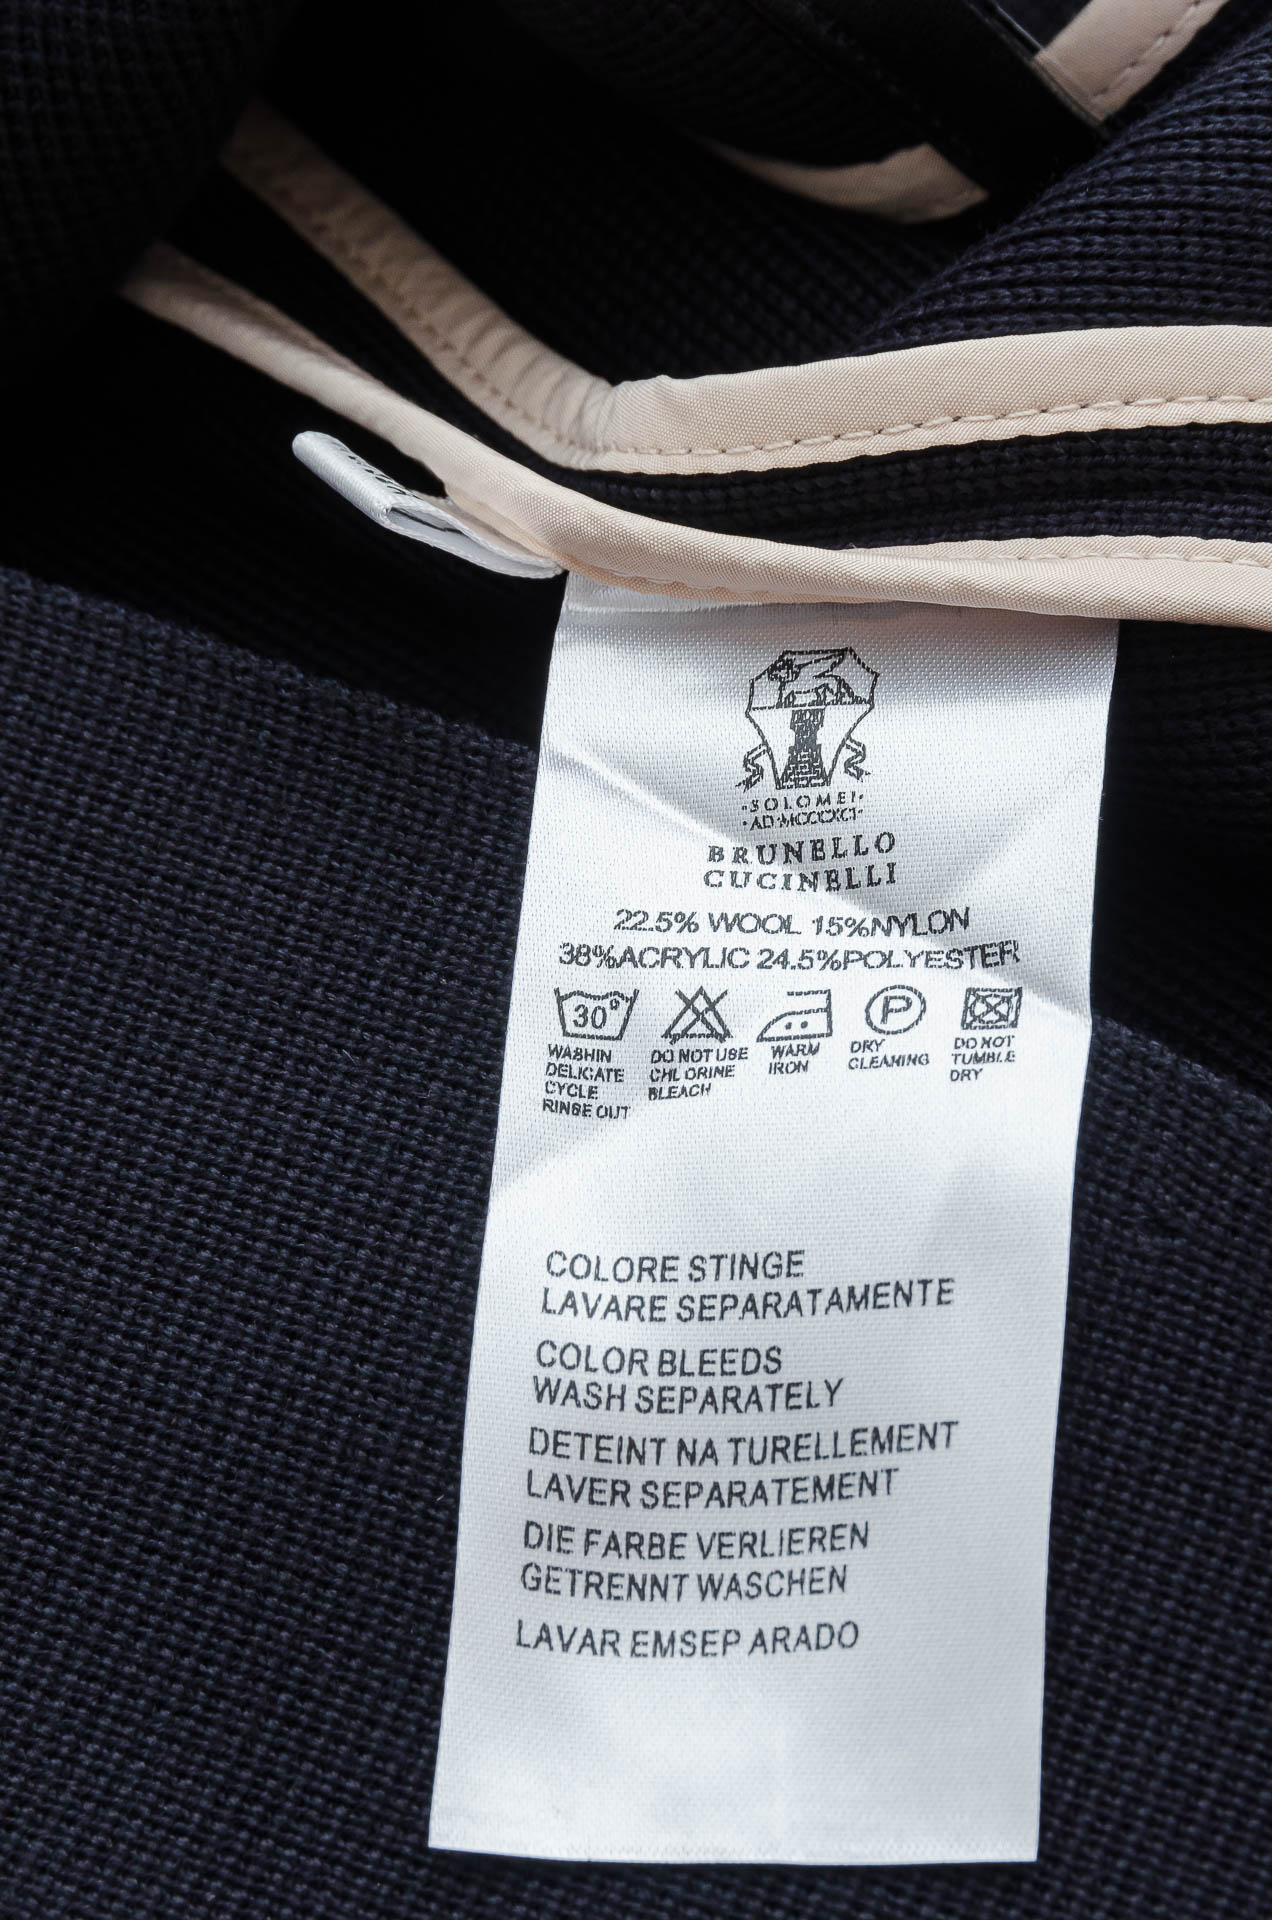 ·SOLOMEI·
·AD·MCCCXCI·
BRUNELLO
CUCINELLI
22.5% WOOL 15%NYLON
38%ACRYLIC 24.5%POLYESTER
30°
P
WASHIN
DELICATE
CYCLE
RINSE OUT
DO NOT USE
CHLORINE
BLEACH
WARM
IRON
DRY
CLEANING
DO NOT
TUMBLE
DRY
COLORE STINGE
LAVARE SEPARATAMENTE
COLOR BLEEDS
WASH SEPARATELY
DETEINT NA TURELLEMENT
LAVER SEPARATEMENT
DIE FARBE VERLIEREN
GETRENNT WASCHEN
LAVAR EMSEP ARADO